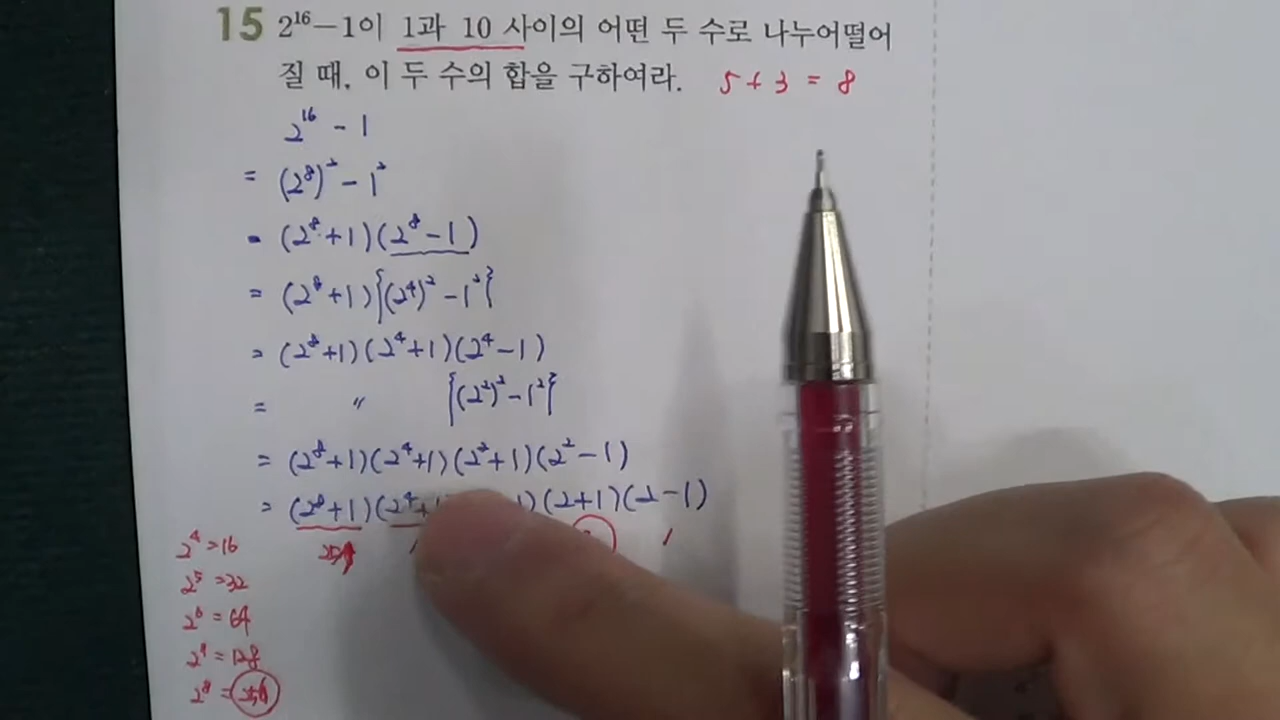 15 2¹⁶－1이 1과 10 사이의 어떤 두 수로 나누어떨어
질 때, 이 두 수의 합을 구하여라. 5 + 3 = 8
2¹⁶ - 1
= (2⁸)² - 1²
= (2⁸+1)(2⁸-1)
= (2⁸+1){(2⁴)²-1²}
= (2⁸+1)(2⁴+1)(2⁴-1)
= 〃 {(2²)²-1²}
= (2⁸+1)(2⁴+1)(2²+1)(2²-1)
= (2⁸+1)(2⁴+1)(2+1)(2-1)
2⁴=16
2⁵=32
2⁶=64
2⁷=128
2⁸=256